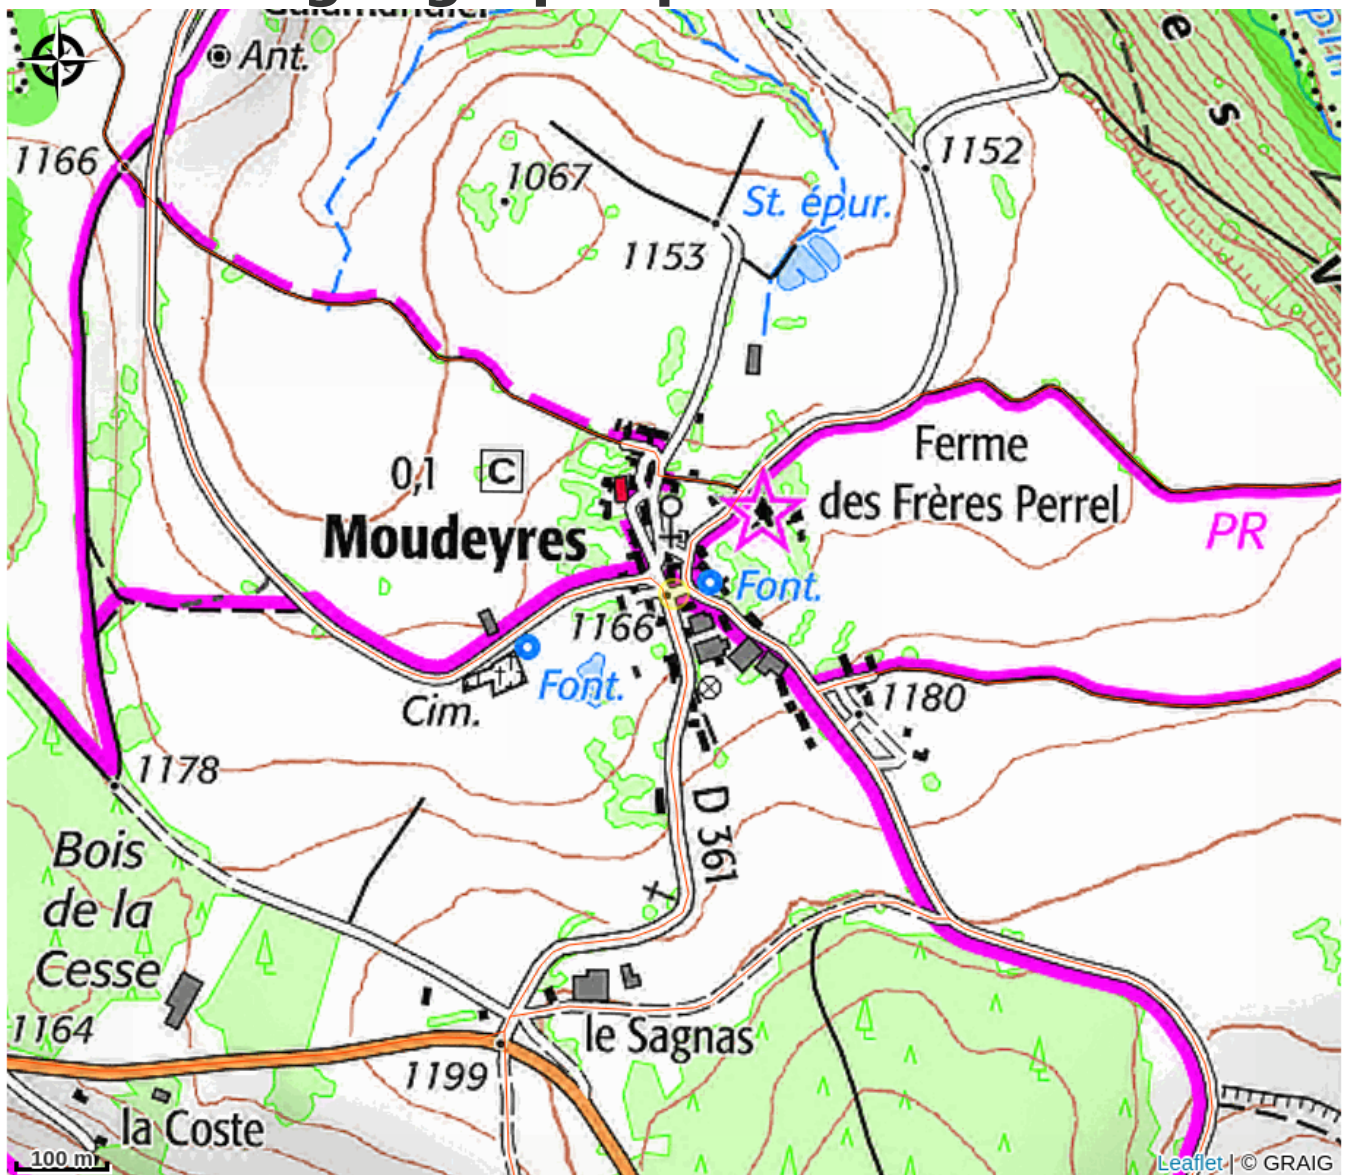 Ant.
e
s
1166
1067
1152
St. épur.
1153
Ferme
des Frères Perrel
0,1
C
Moudeyres
PR
Font.
1166
Font.
Cim.
1180
1178
D 361
Bois
de la
Cesse
1164
le Sagnas
1199
la Coste
100 m
Leaflet | © GRAIG